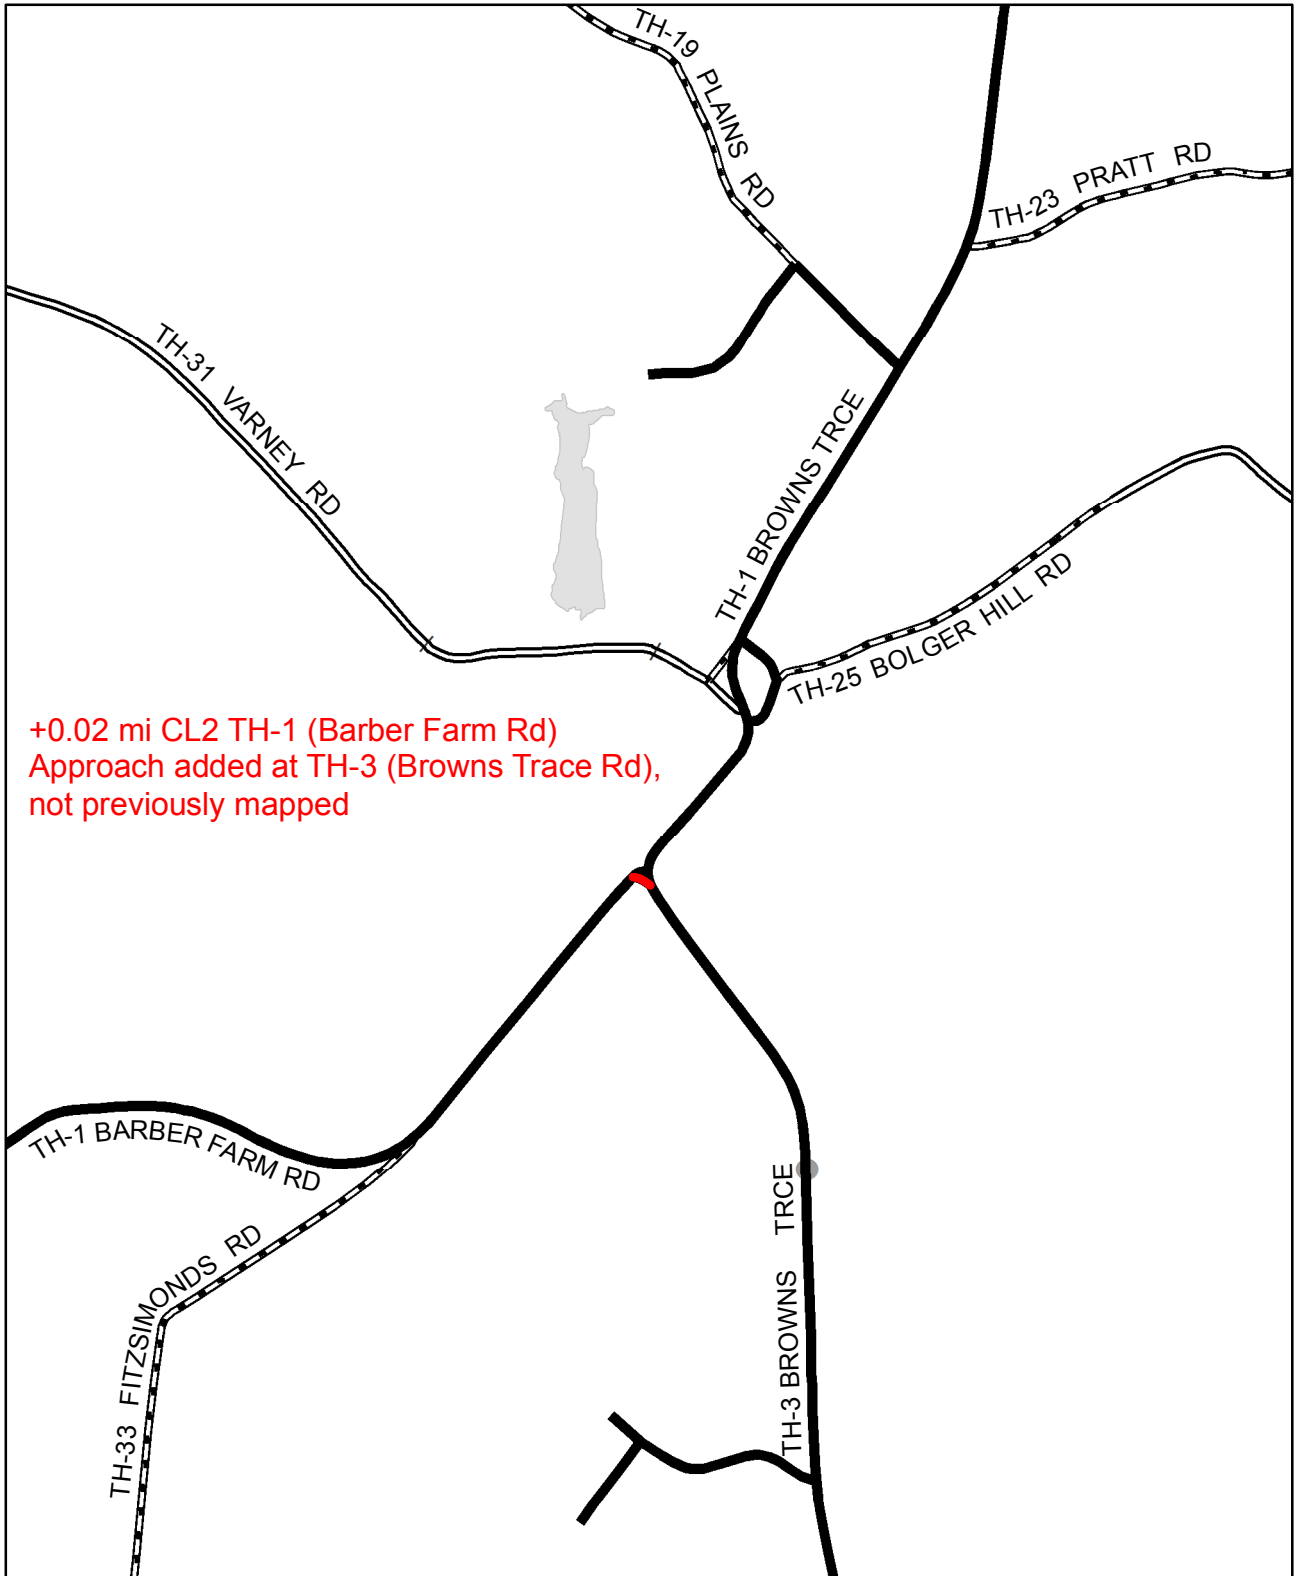 TH-19 PLAINS RD
TH-23 PRATT RD
TH-31 VARNEY RD
TH-1 BROWNS TRCE
TH-25 BOLGER HILL RD
+0.02 mi CL2 TH-1 (Barber Farm Rd)
Approach added at TH-3 (Browns Trace Rd),
not previously mapped
TH-1 BARBER FARM RD
TH-33 FITZSIMONDS RD
TH-3 BROWNS TRCE